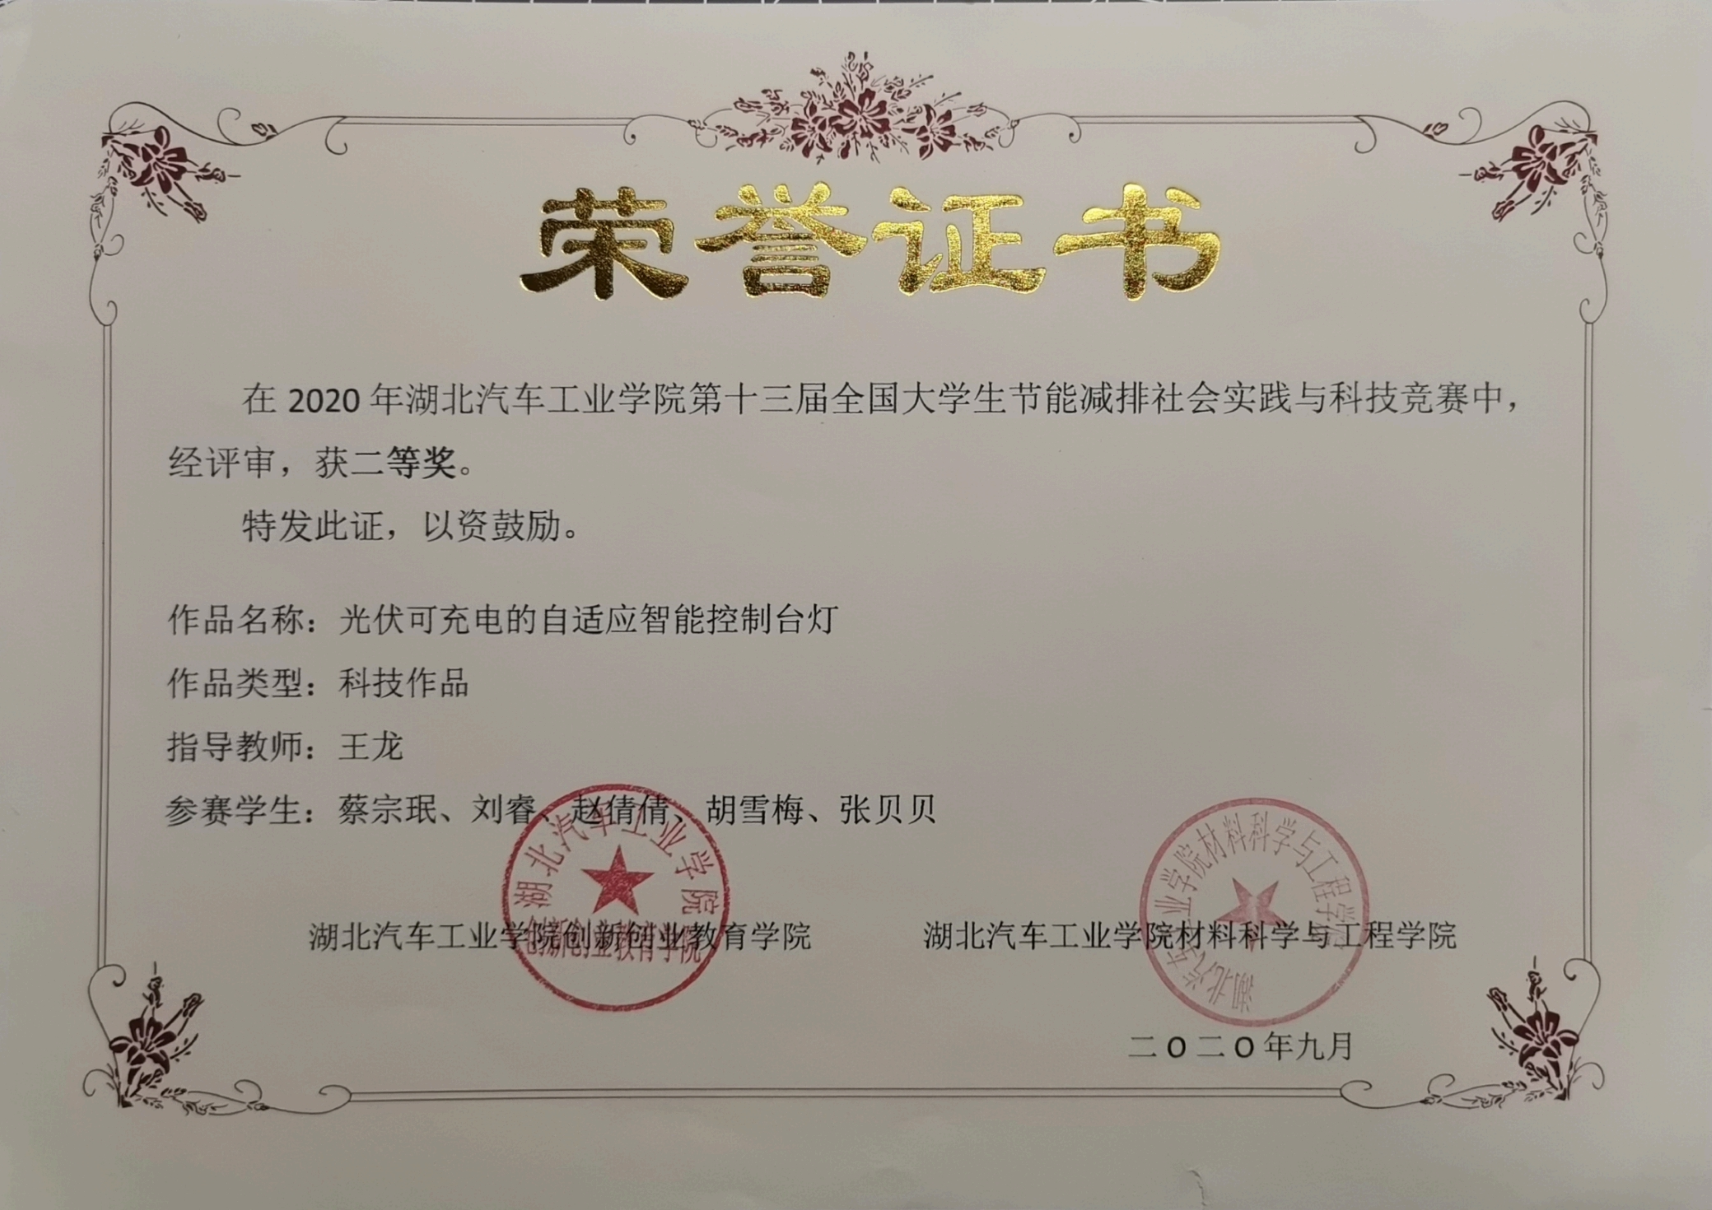 荣誉证书
在 2020 年湖北汽车工业学院第十三届全国大学生节能减排社会实践与科技竞赛中，
经评审，获二等奖。
特发此证，以资鼓励。
作品名称：光伏可充电的自适应智能控制台灯
作品类型：科技作品
指导教师：王龙
参赛学生：蔡宗珉、刘睿、赵倩倩、胡雪梅、张贝贝
湖北汽车工业学院
创新创业教育学院
湖北汽车工业学院材料科学与工程学院
湖北汽车工业学院创新创业教育学院 湖北汽车工业学院材料科学与工程学院
二O二O年九月